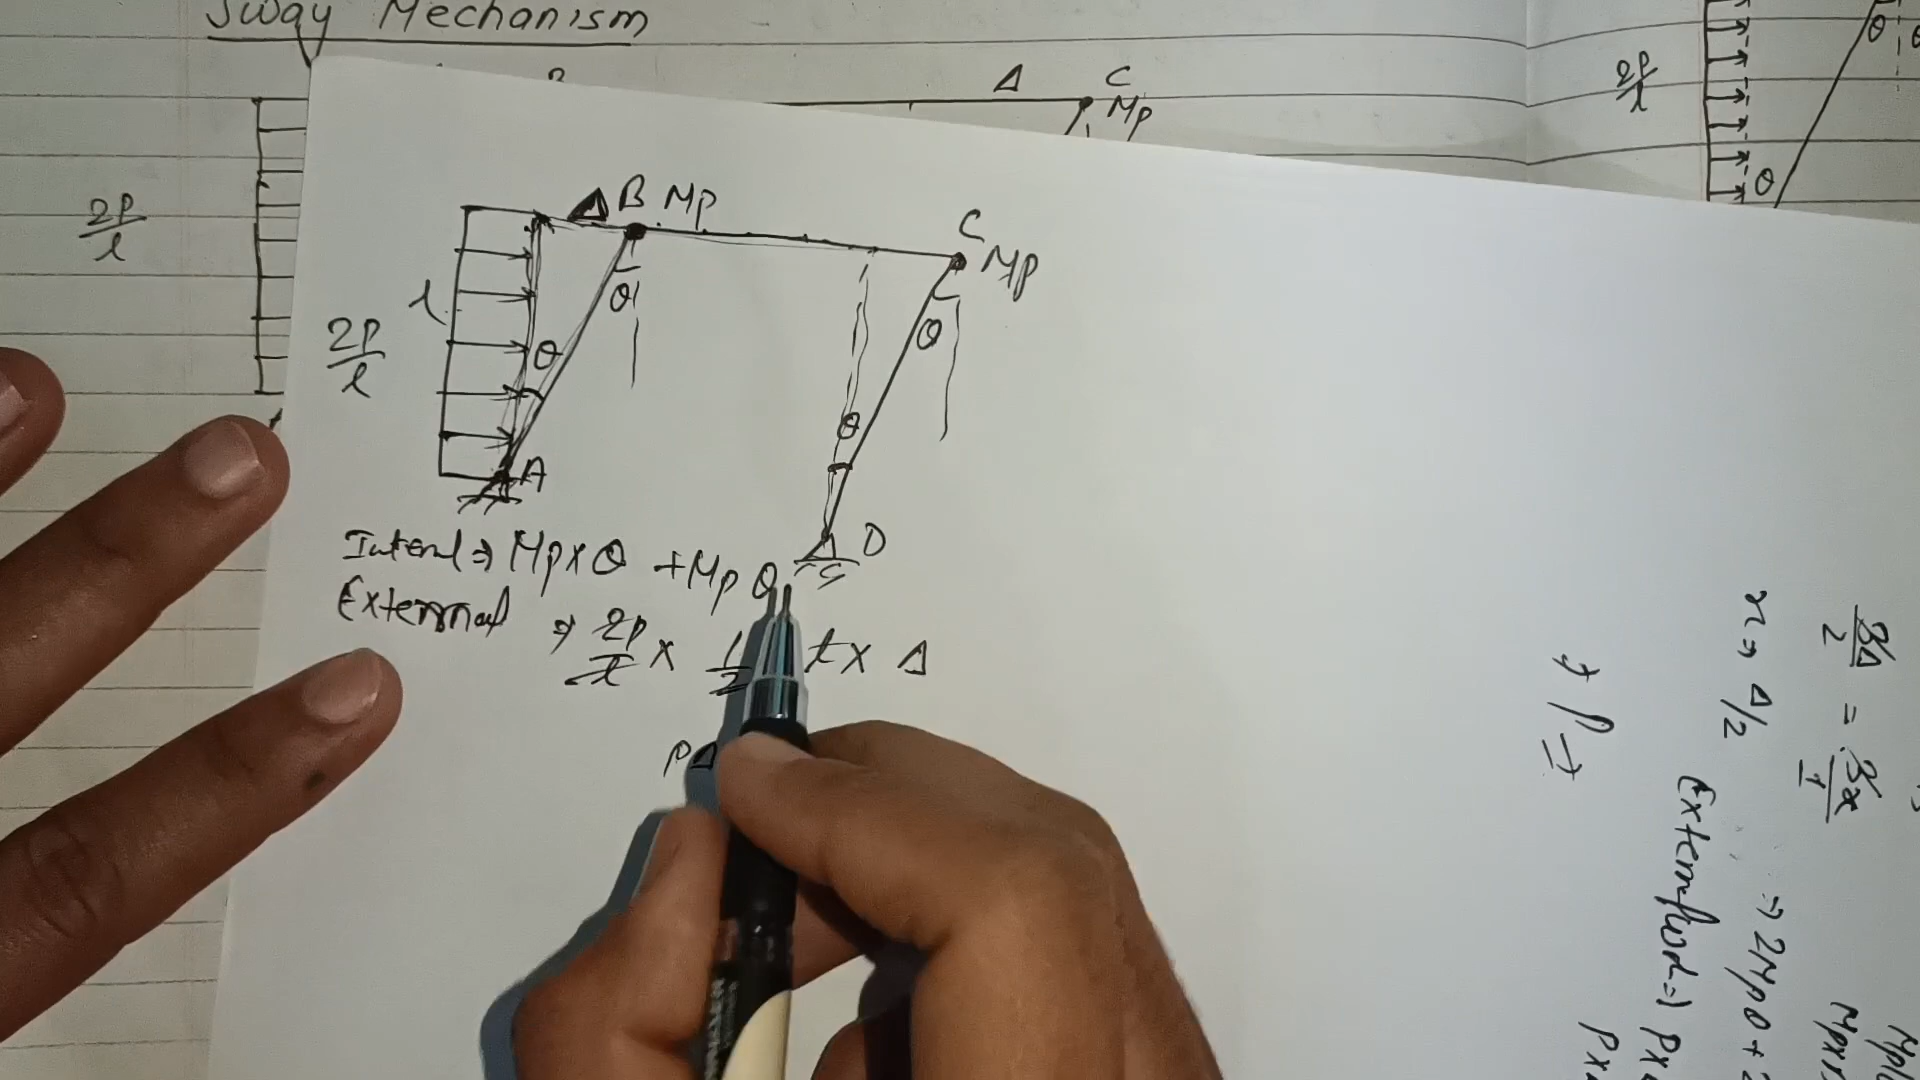 Sway Mechanism
B
Δ C
Mp
2P/l
θ θ
θ
2P/l
Δ B Mp
C
Mp
l
2P/l
θ
θ
θ
θ
A
D
Internal ⇒ Mp×θ + Mp θ
External ⇒ 2P/l × 1/2 l × Δ
PΔ
3Δ/2 = 3x/1
x ⇒ Δ/2
⇒ 2Mpθ +
⇒ P ⇒